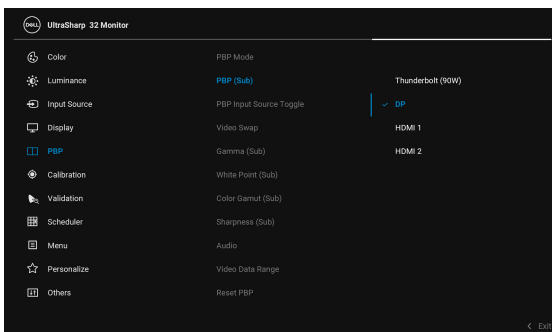 DELL UltraSharp 32 Monitor
Color PBP Mode
Luminance PBP (Sub) Thunderbolt (90W)
Input Source PBP Input Source Toggle DP
Display Video Swap HDMI 1
PBP Gamma (Sub) HDMI 2
Calibration White Point (Sub)
Validation Color Gamut (Sub)
Scheduler Sharpness (Sub)
Menu Audio
Personalize Video Data Range
Others Reset PBP
Exit